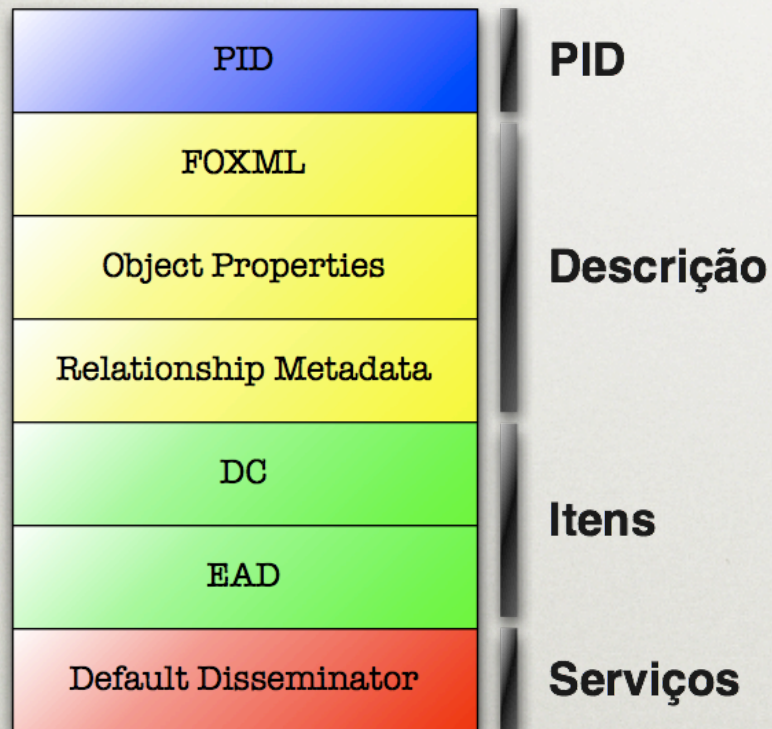 PID
PID
FOXML
Object Properties
Descrição
Relationship Metadata
DC
Itens
EAD
Default Disseminator
Serviços